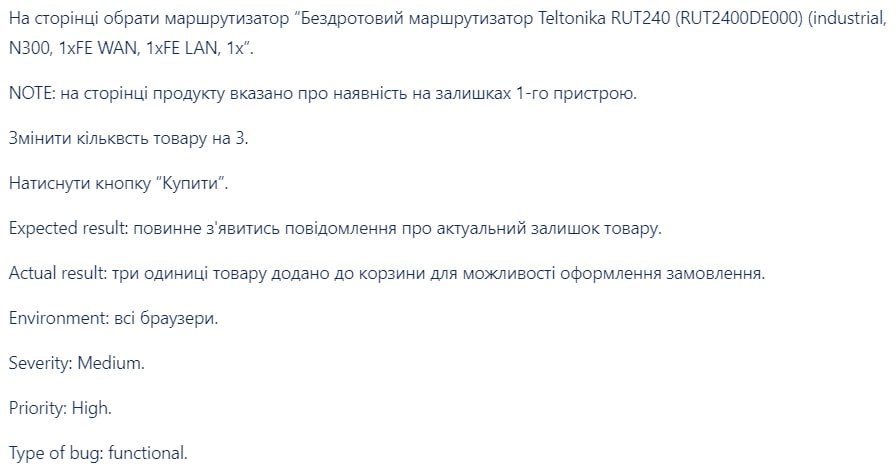 На сторінці обрати маршрутизатор “Бездротовий маршрутизатор Teltonika RUT240 (RUT2400DE000) (industrial,
N300, 1xFE WAN, 1xFE LAN, 1x”.
NOTE: на сторінці продукту вказано про наявність на залишках 1-го пристрою.
Змінити кільквсть товару на 3.
Натиснути кнопку “Купити”.
Expected result: повинне з'явитись повідомлення про актуальний залишок товару.
Actual result: три одиниці товару додано до корзини для можливості оформлення замовлення.
Environment: всі браузери.
Severity: Medium.
Priority: High.
Type of bug: functional.